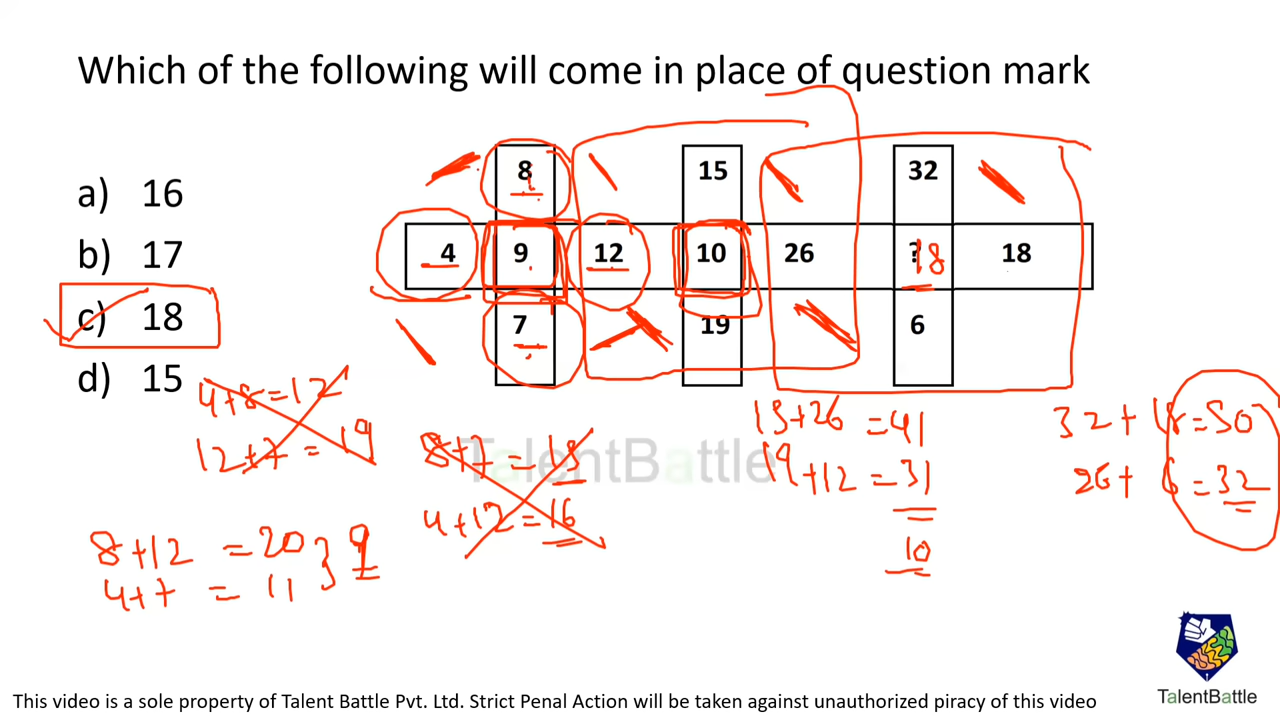 Which of the following will come in place of question mark
a) 16
b) 17
c) 18
d) 15
8 15 32
4 9 12 10 26 ? 18 18
7 19 6
4+8=12
12+7=19
8+7=15
4+12=16
8+12=20
4+7=11
9
15+26=41
19+12=31
10
32+18=50
26+6=32
TalentBattle
TalentBattle
This video is a sole property of Talent Battle Pvt. Ltd. Strict Penal Action will be taken against unauthorized piracy of this video